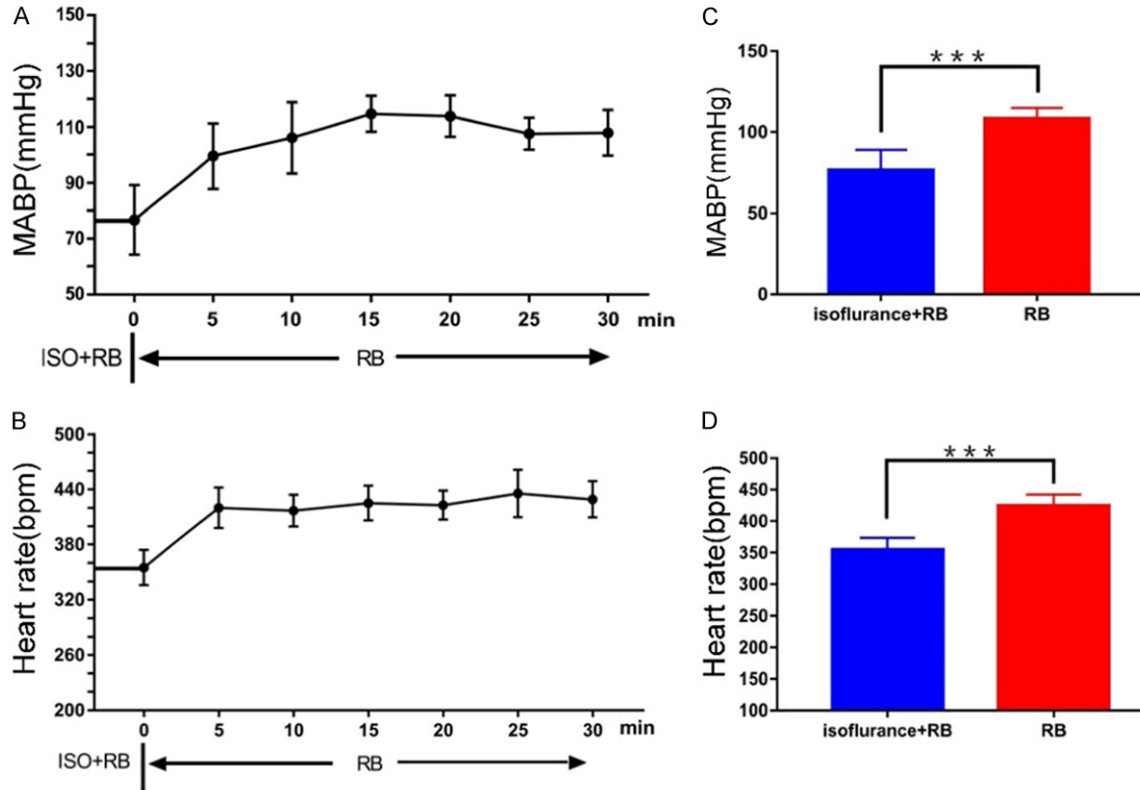 A
MABP(mmHg)
150
130
110
90
70
50
0 5 10 15 20 25 30 min
ISO+RB RB
B
Heart rate(bpm)
500
440
380
320
260
200
0 5 10 15 20 25 30 min
ISO+RB RB
C
MABP(mmHg)
150
100
50
0
***
isoflurance+RB RB
D
Heart rate(bpm)
500
450
400
350
300
250
200
150
100
***
isoflurance+RB RB